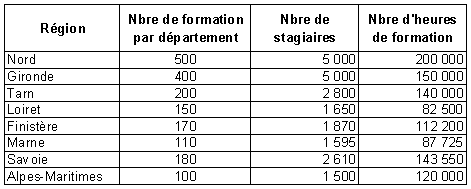 Région Nbre de formation par département Nbre de stagiaires Nbre d'heures de formation
Nord 500 5 000 200 000
Gironde 400 5 000 150 000
Tarn 200 2 800 140 000
Loiret 150 1 650 82 500
Finistère 170 1 870 112 200
Marne 110 1 595 87 725
Savoie 180 2 610 143 550
Alpes-Maritimes 100 1 500 120 000